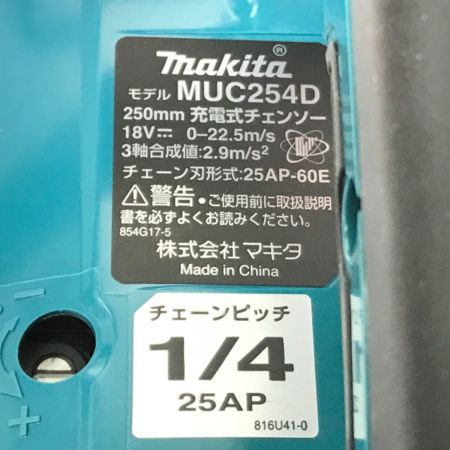 makita®
モデル MUC254D
250mm 充電式チェンソー
18V⎓ 0–22.5m/s
3軸合成値:2.9m/s²
チェーン刃形式:25AP-60E
⚠警告・ご使用前に取扱説明
書を必ずよくお読みください。
854G17-5
株式会社 マキタ
Made in China
チェーンピッチ
1/4
25AP
816U41-0
− +